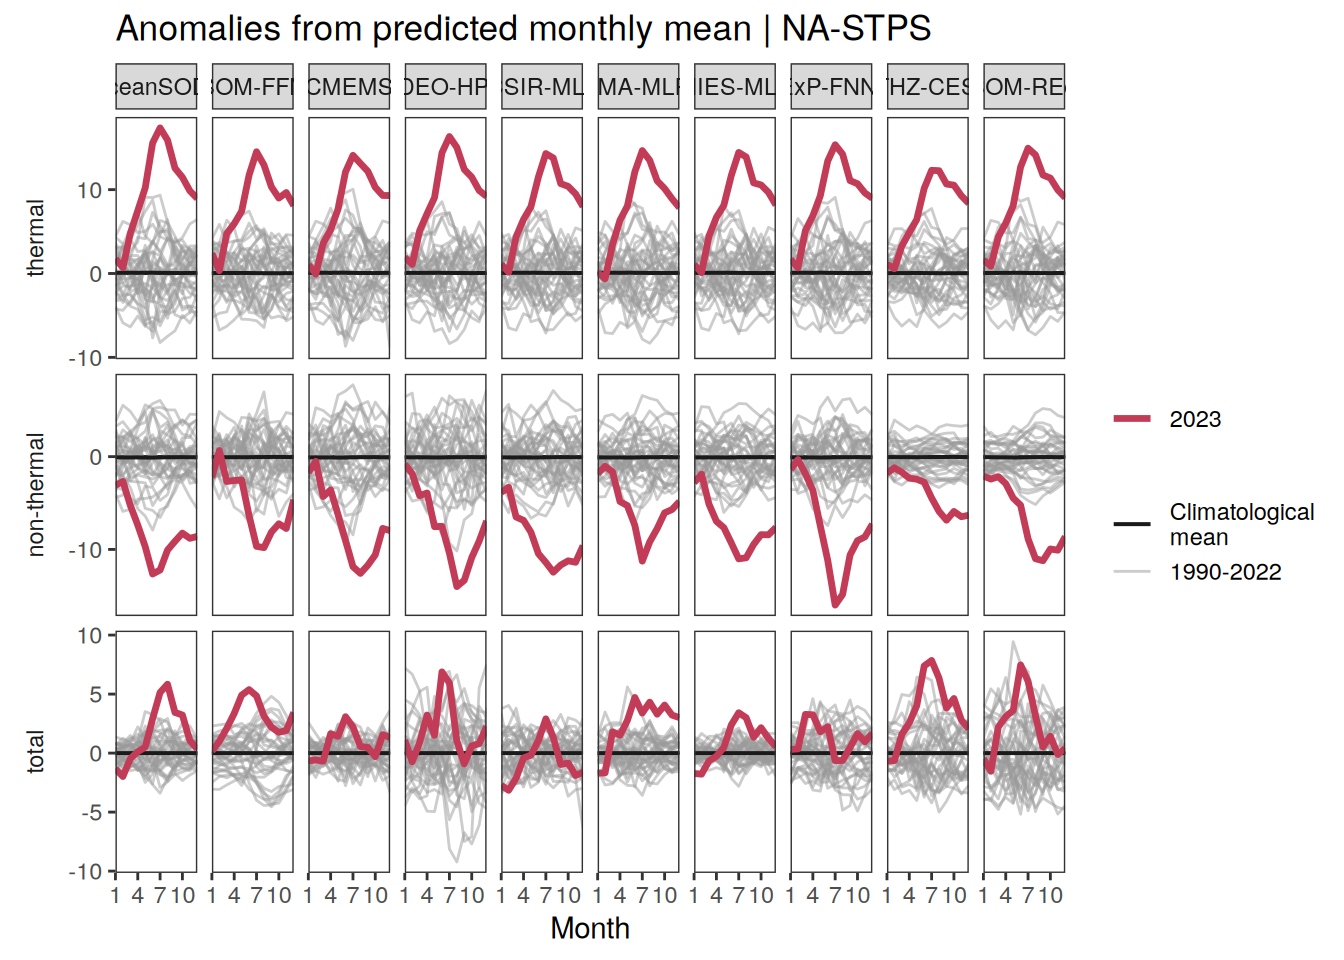 Anomalies from predicted monthly mean | NA-STPS
eanSOD OM-FFN CMEMS DEO-HP SIR-ML MA-MLR IES-ML xP-FNN HZ-CES OM-RE
thermal
10
0
-10
non-thermal
0
-10
total
10
5
0
-5
-10
1 4 7 10 1 4 7 10 1 4 7 10 1 4 7 10 1 4 7 10 1 4 7 10 1 4 7 10 1 4 7 10 1 4 7 10 1 4 7 10
Month
2023
Climatological
mean
1990-2022